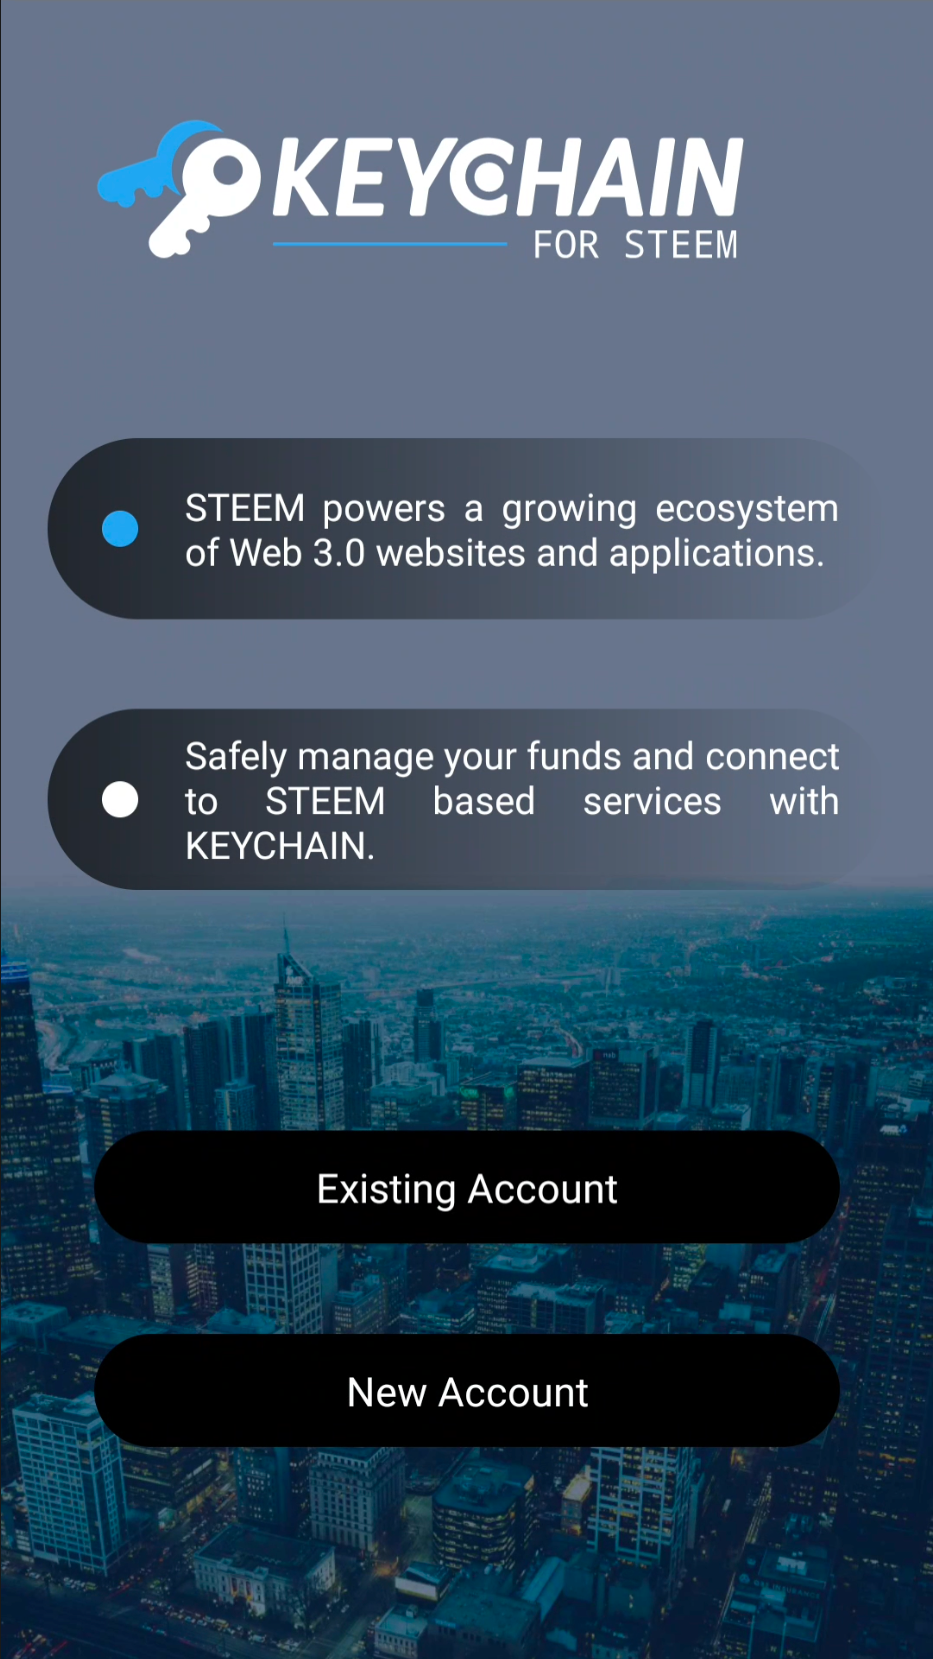 KEYCHAIN
FOR STEEM
STEEM powers a growing ecosystem
of Web 3.0 websites and applications.
Safely manage your funds and connect
to STEEM based services with
KEYCHAIN.
Existing Account
New Account